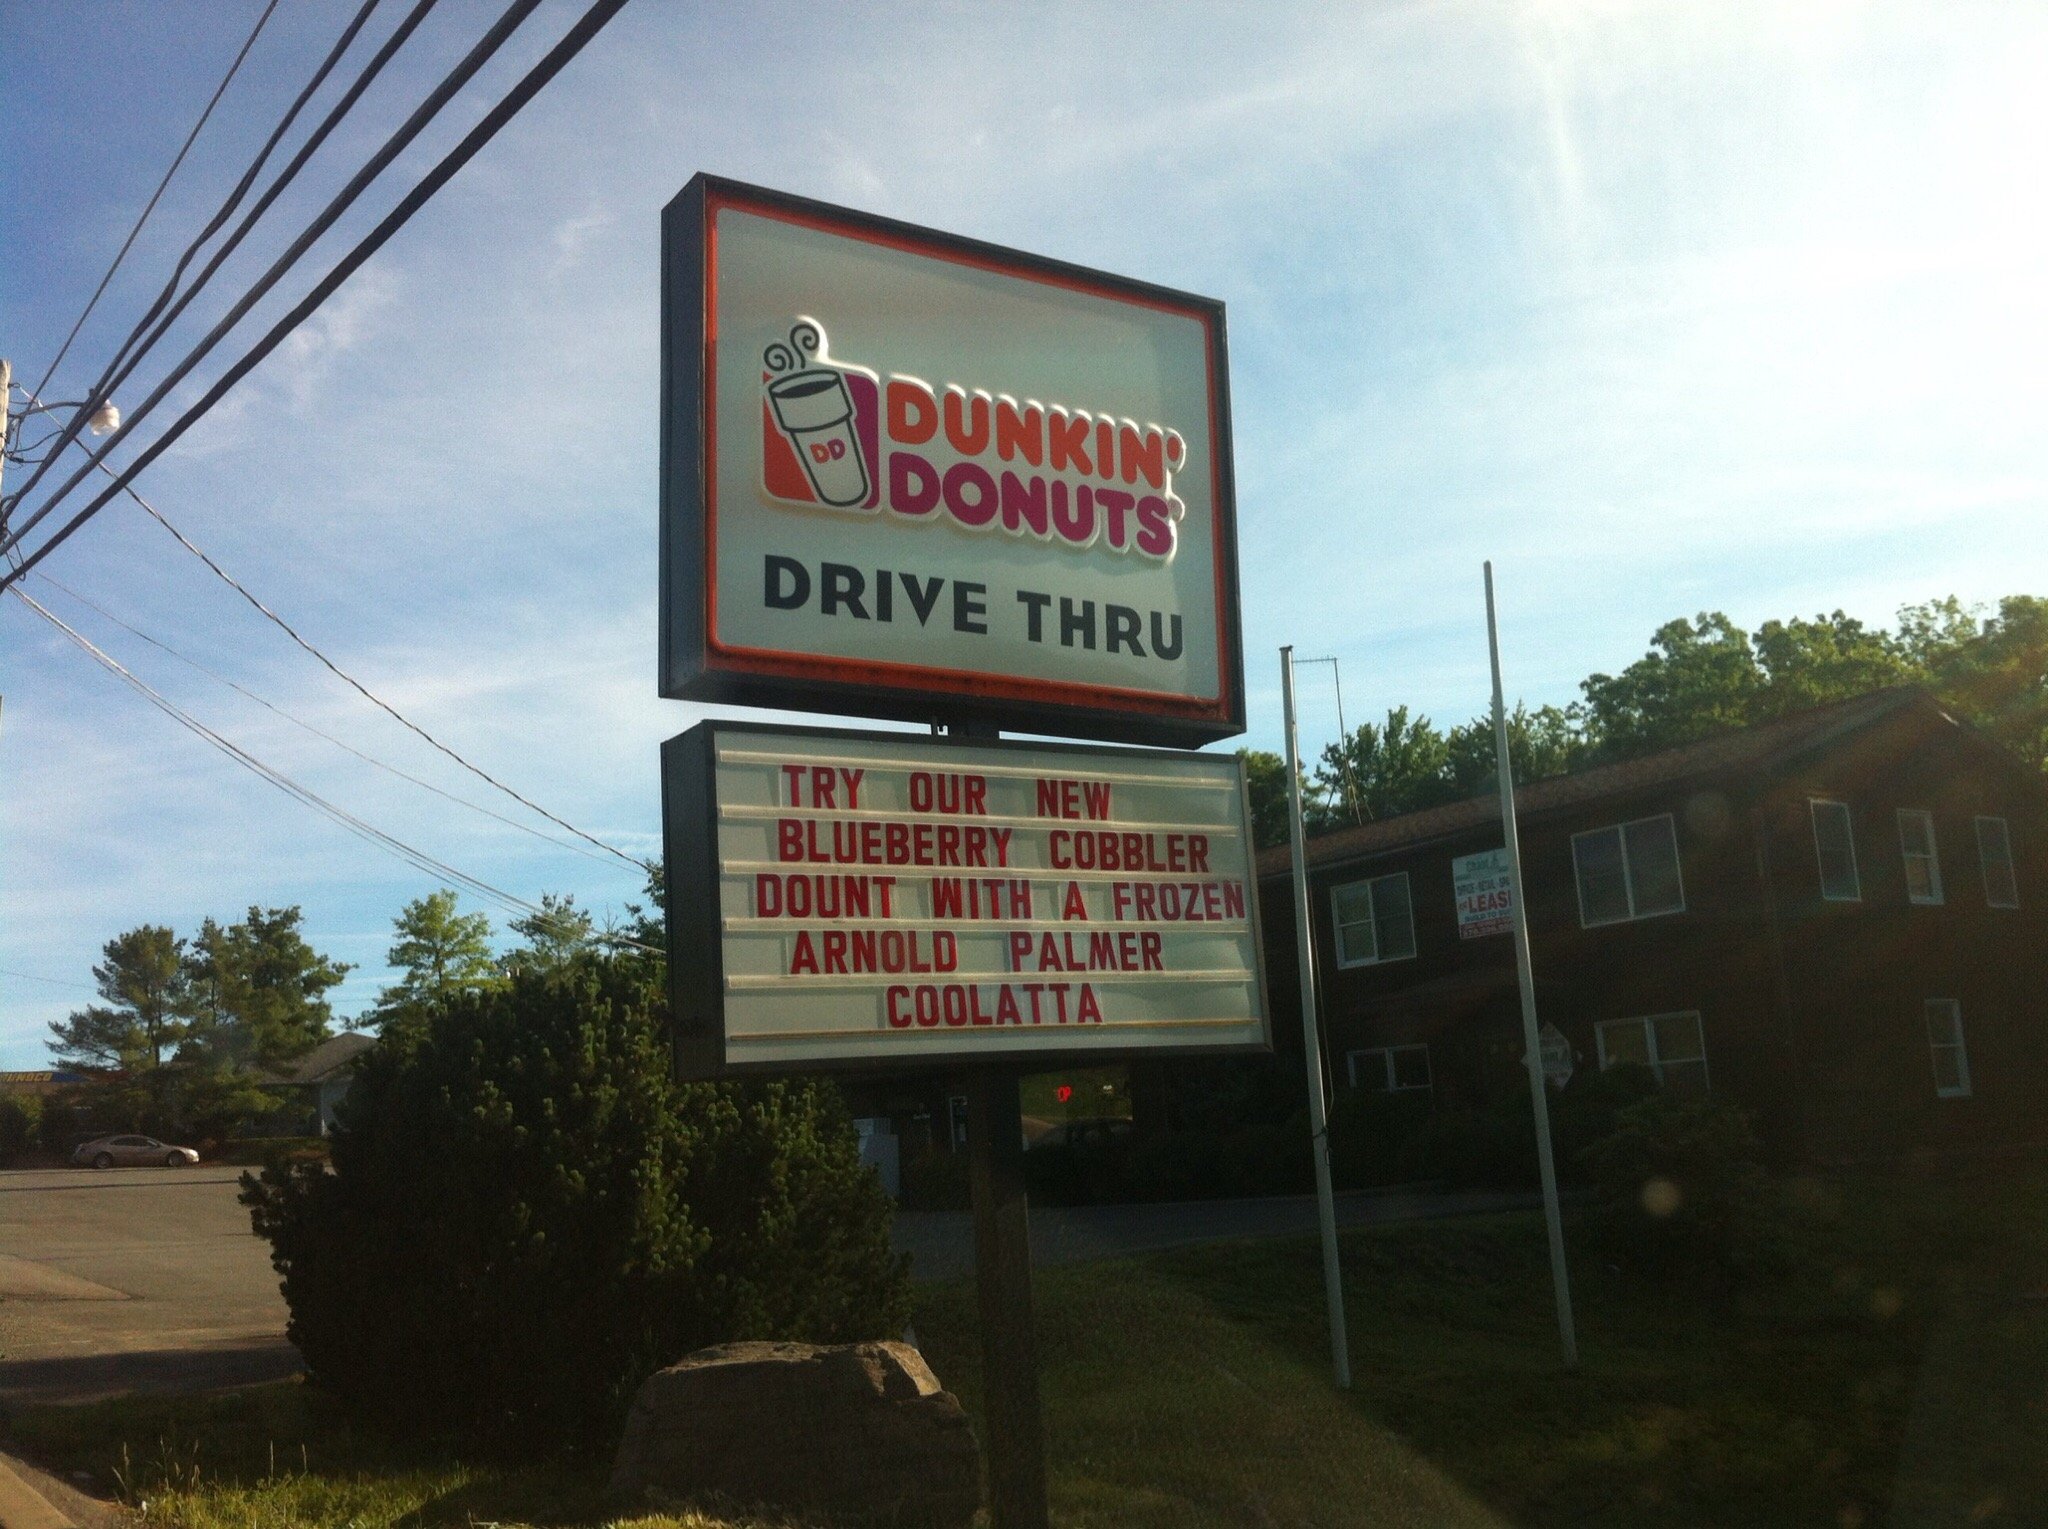 DD
DUNKIN'
DONUTS
DRIVE THRU
TRY OUR NEW
BLUEBERRY COBBLER
DOUNT WITH A FROZEN
ARNOLD PALMER
COOLATTA
LEAS